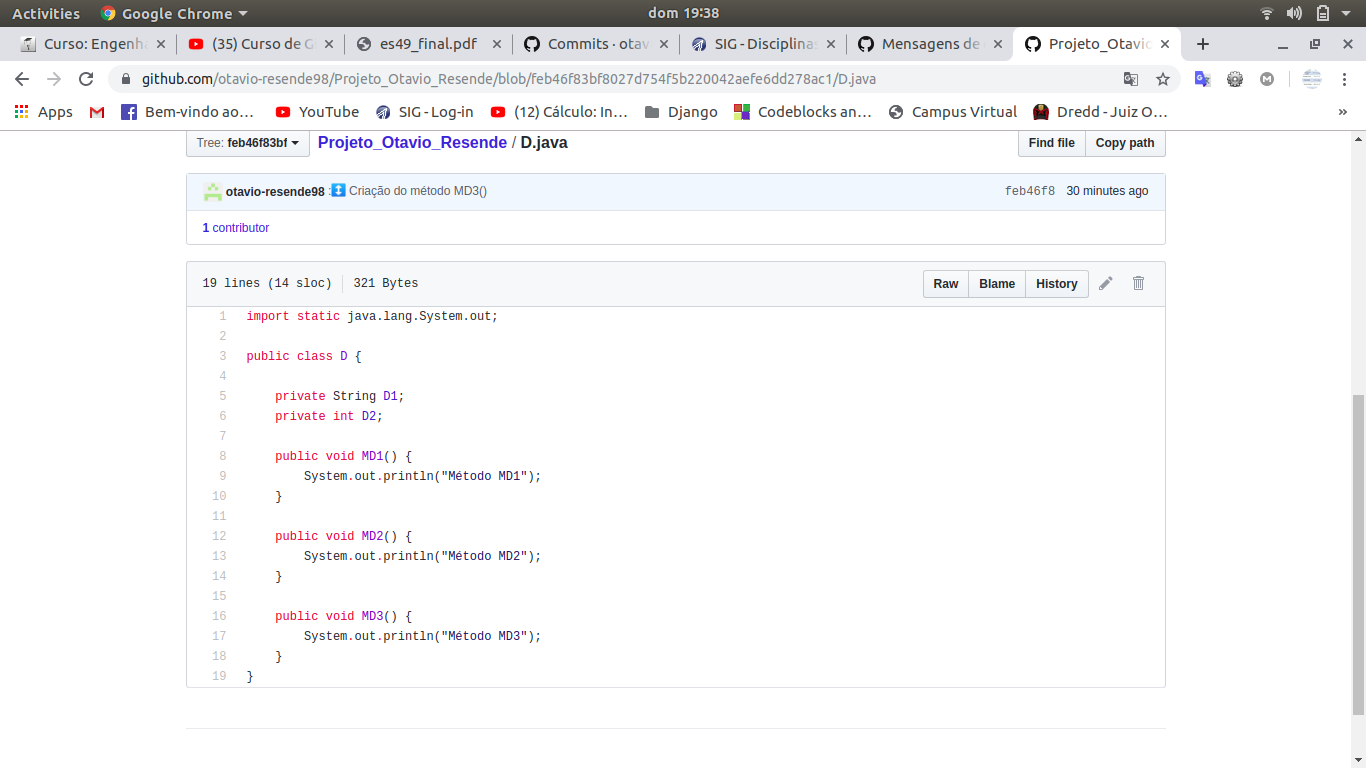 Activities Google Chrome dom 19:38
Curso: Engenha (35) Curso de G es49_final.pdf Commits · otav SIG - Disciplinas Mensagens de Projeto_Otavio
github.com/otavio-resende98/Projeto_Otavio_Resende/blob/feb46f83bf8027d754f5b220042aefe6dd278ac1/D.java
Apps Bem-vindo ao... YouTube SIG - Log-in (12) Cálculo: In... Django Codeblocks an... Campus Virtual Dredd - Juiz O... »
Tree: feb46f83bf Projeto_Otavio_Resende / D.java Find file Copy path
otavio-resende98 Criação do método MD3() feb46f8 30 minutes ago
1 contributor
19 lines (14 sloc) 321 Bytes Raw Blame History
1 import static java.lang.System.out;
2
3 public class D {
4
5 private String D1;
6 private int D2;
7
8 public void MD1() {
9 System.out.println("Método MD1");
10 }
11
12 public void MD2() {
13 System.out.println("Método MD2");
14 }
15
16 public void MD3() {
17 System.out.println("Método MD3");
18 }
19 }